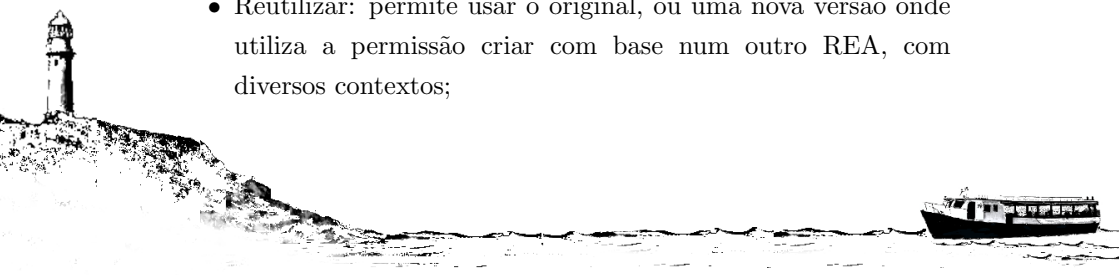 • Reutilizar: permite usar o original, ou uma nova versão onde
utiliza a permissão criar com base num outro REA, com
diversos contextos;